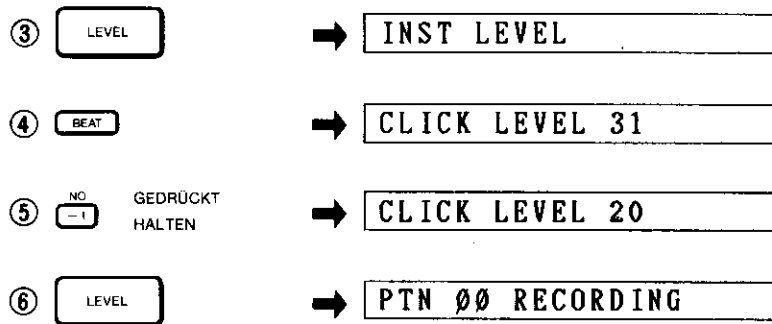 ③ LEVEL ➡ INST LEVEL
④ BEAT ➡ CLICK LEVEL 31
⑤ NO −1 GEDRÜCKT HALTEN ➡ CLICK LEVEL 20
⑥ LEVEL ➡ PTN ØØ RECORDING